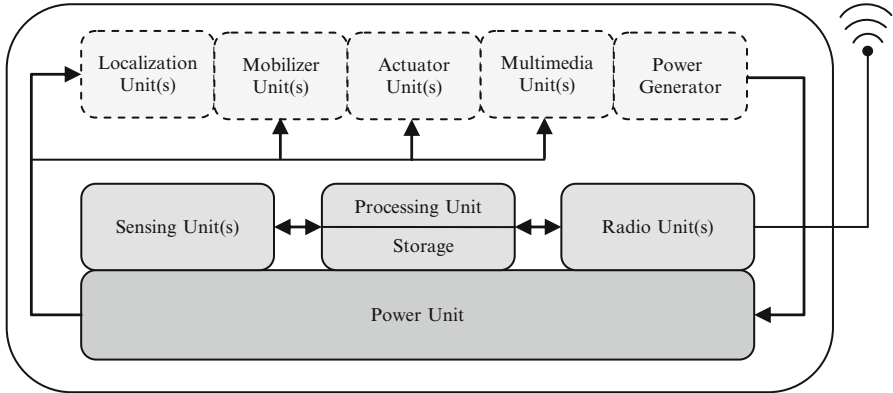 Localization
Unit(s)
Mobilizer
Unit(s)
Actuator
Unit(s)
Multimedia
Unit(s)
Power
Generator
Sensing Unit(s)
Processing Unit
Storage
Radio Unit(s)
Power Unit